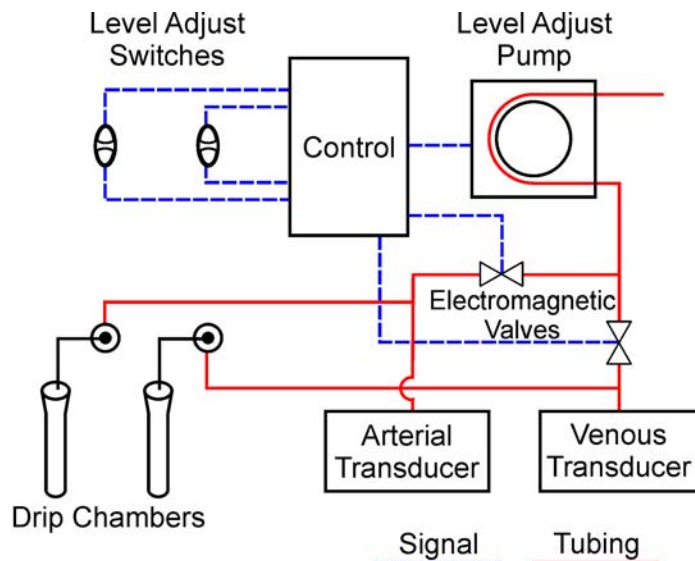 Level Adjust
Switches
Level Adjust
Pump
Control
Electromagnetic
Valves
Arterial
Transducer
Venous
Transducer
Drip Chambers
Signal
Tubing